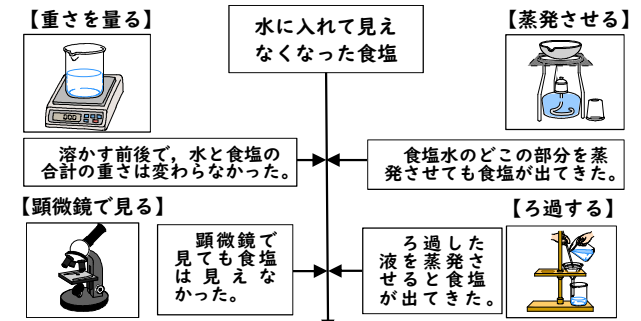 【重さを量る】
水に入れて見え
なくなった食塩
【蒸発させる】
溶かす前後で，水と食塩の
合計の重さは変わらなかった。
食塩水のどこの部分を蒸
発させても食塩が出てきた。
【顕微鏡で見る】
顕微鏡で
見ても食塩
は見えな
かった。
ろ過した
液を蒸発さ
せると食塩
が出てきた。
【ろ過する】